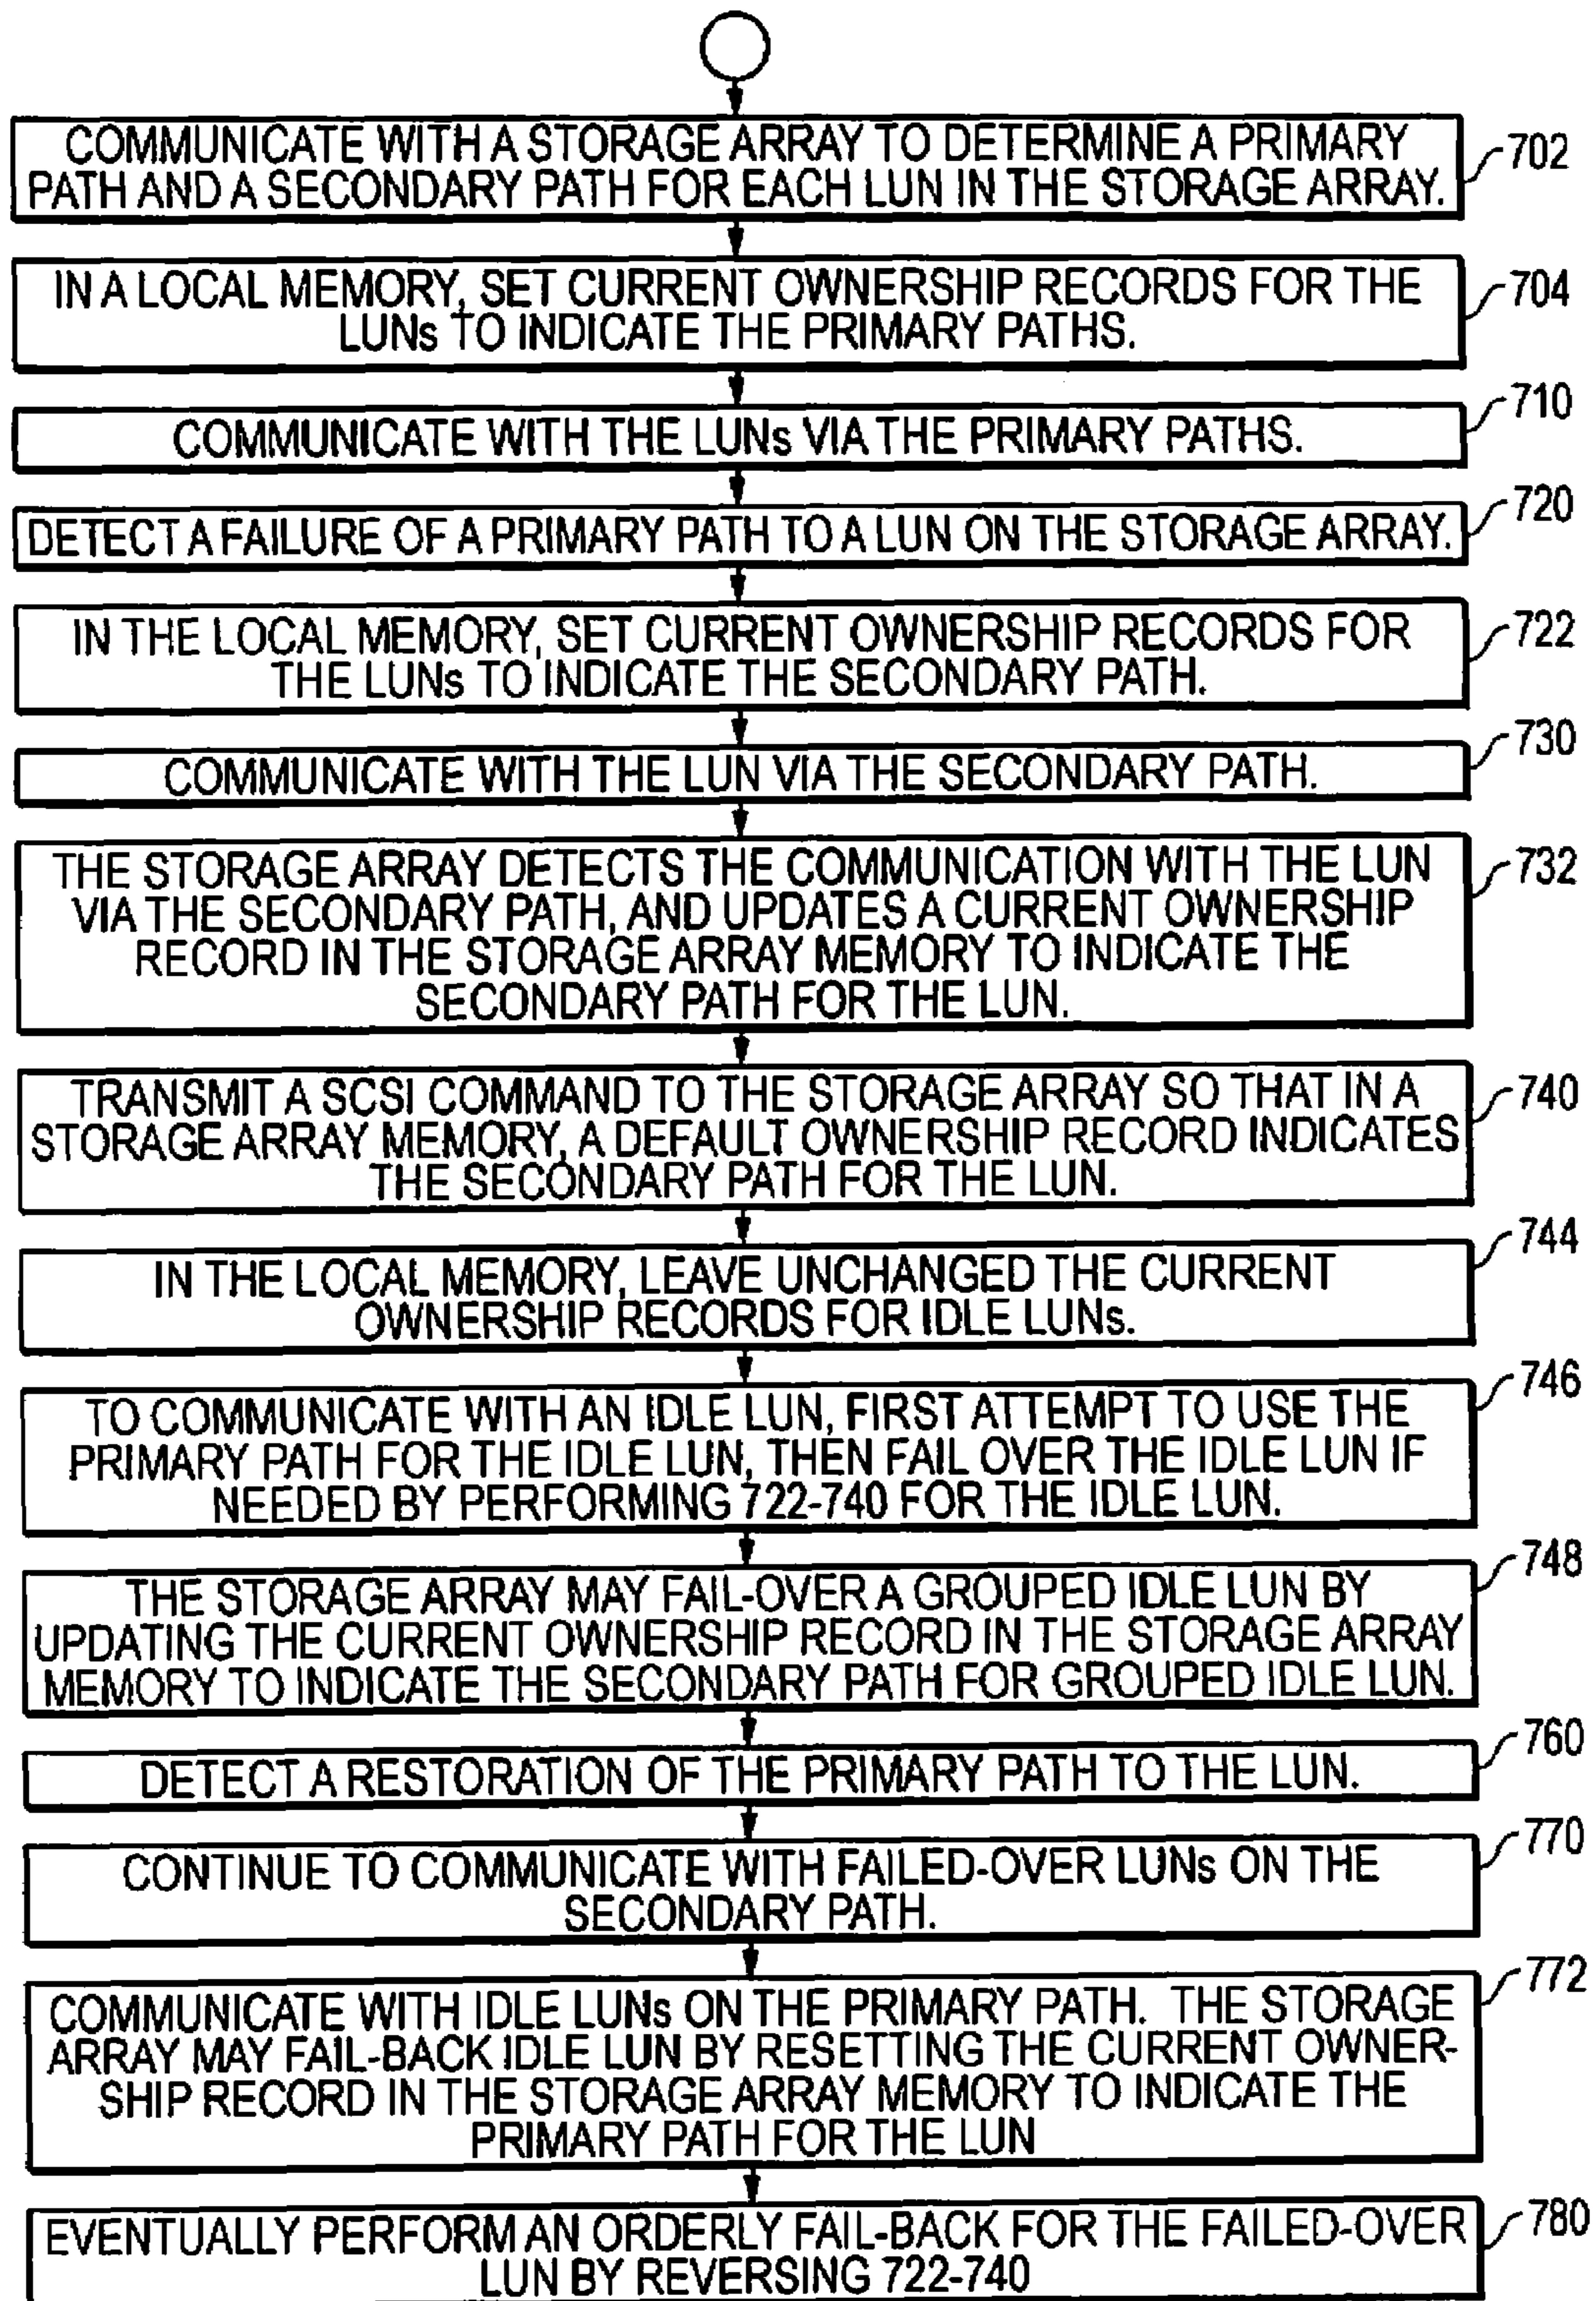 COMMUNICATE WITH A STORAGE ARRAY TO DETERMINE A PRIMARY
PATH AND A SECONDARY PATH FOR EACH LUN IN THE STORAGE ARRAY.
702
IN A LOCAL MEMORY, SET CURRENT OWNERSHIP RECORDS FOR THE
LUNs TO INDICATE THE PRIMARY PATHS.
704
COMMUNICATE WITH THE LUNs VIA THE PRIMARY PATHS.
710
DETECT A FAILURE OF A PRIMARY PATH TO A LUN ON THE STORAGE ARRAY.
720
IN THE LOCAL MEMORY, SET CURRENT OWNERSHIP RECORDS FOR
THE LUNs TO INDICATE THE SECONDARY PATH.
722
COMMUNICATE WITH THE LUN VIA THE SECONDARY PATH.
730
THE STORAGE ARRAY DETECTS THE COMMUNICATION WITH THE LUN
VIA THE SECONDARY PATH, AND UPDATES A CURRENT OWNERSHIP
RECORD IN THE STORAGE ARRAY MEMORY TO INDICATE THE
SECONDARY PATH FOR THE LUN.
732
TRANSMIT A SCSI COMMAND TO THE STORAGE ARRAY SO THAT IN A
STORAGE ARRAY MEMORY, A DEFAULT OWNERSHIP RECORD INDICATES
THE SECONDARY PATH FOR THE LUN.
740
IN THE LOCAL MEMORY, LEAVE UNCHANGED THE CURRENT
OWNERSHIP RECORDS FOR IDLE LUNs.
744
TO COMMUNICATE WITH AN IDLE LUN, FIRST ATTEMPT TO USE THE
PRIMARY PATH FOR THE IDLE LUN, THEN FAIL OVER THE IDLE LUN IF
NEEDED BY PERFORMING 722-740 FOR THE IDLE LUN.
746
THE STORAGE ARRAY MAY FAIL-OVER A GROUPED IDLE LUN BY
UPDATING THE CURRENT OWNERSHIP RECORD IN THE STORAGE ARRAY
MEMORY TO INDICATE THE SECONDARY PATH FOR GROUPED IDLE LUN.
748
DETECT A RESTORATION OF THE PRIMARY PATH TO THE LUN.
760
CONTINUE TO COMMUNICATE WITH FAILED-OVER LUNs ON THE
SECONDARY PATH.
770
COMMUNICATE WITH IDLE LUNs ON THE PRIMARY PATH. THE STORAGE
ARRAY MAY FAIL-BACK IDLE LUN BY RESETTING THE CURRENT OWNER-
SHIP RECORD IN THE STORAGE ARRAY MEMORY TO INDICATE THE
PRIMARY PATH FOR THE LUN
772
EVENTUALLY PERFORM AN ORDERLY FAIL-BACK FOR THE FAILED-OVER
LUN BY REVERSING 722-740
780